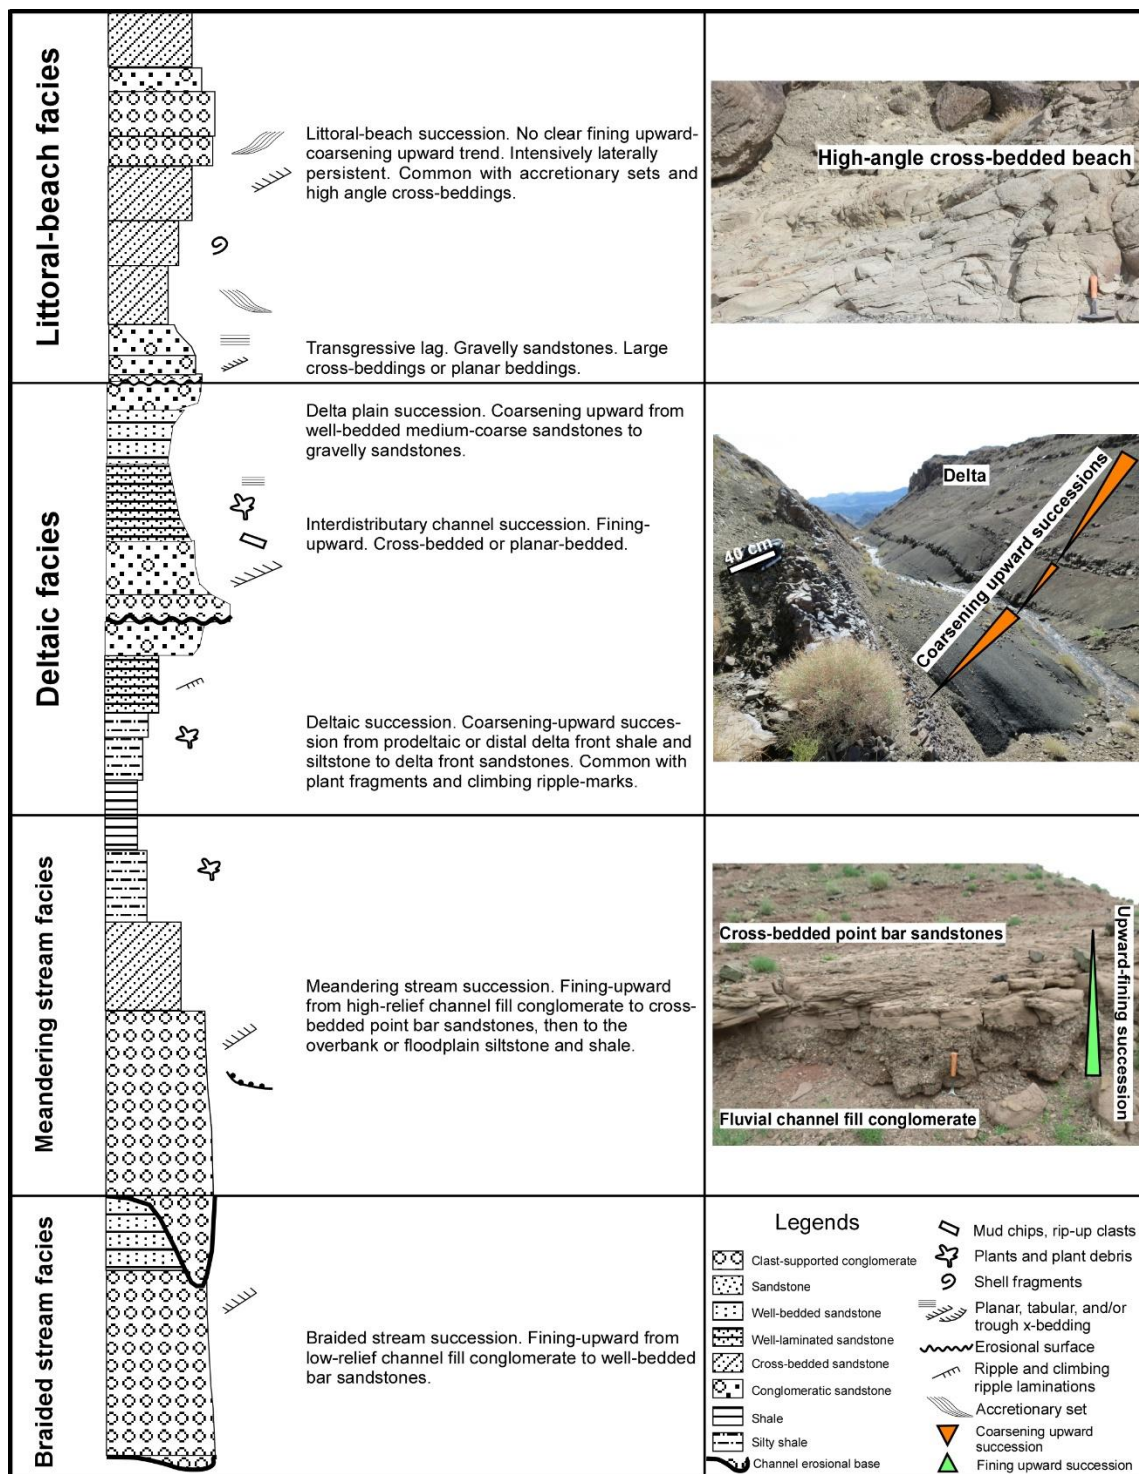 Littoral-beach facies
Littoral-beach succession. No clear fining upward-
coarsening upward trend. Intensively laterally
persistent. Common with accretionary sets and
high angle cross-beddings.
Transgressive lag. Gravelly sandstones. Large
cross-beddings or planar beddings.
High-angle cross-bedded beach
Deltaic facies
Delta plain succession. Coarsening upward from
well-bedded medium-coarse sandstones to
gravelly sandstones.
Interdistributary channel succession. Fining-
upward. Cross-bedded or planar-bedded.
Deltaic succession. Coarsening-upward succes-
sion from prodeltaic or distal delta front shale and
siltstone to delta front sandstones. Common with
plant fragments and climbing ripple-marks.
Delta
40 cm
Coarsening upward successions
Meandering stream facies
Meandering stream succession. Fining-upward
from high-relief channel fill conglomerate to cross-
bedded point bar sandstones, then to the
overbank or floodplain siltstone and shale.
Cross-bedded point bar sandstones
Fluvial channel fill conglomerate
Upward-fining succession
Braided stream facies
Braided stream succession. Fining-upward from
low-relief channel fill conglomerate to well-bedded
bar sandstones.
Legends
Clast-supported conglomerate
Sandstone
Well-bedded sandstone
Well-laminated sandstone
Cross-bedded sandstone
Conglomeratic sandstone
Shale
Silty shale
Channel erosional base
Mud chips, rip-up clasts
Plants and plant debris
Shell fragments
Planar, tabular, and/or
trough x-bedding
Erosional surface
Ripple and climbing
ripple laminations
Accretionary set
Coarsening upward
succession
Fining upward succession